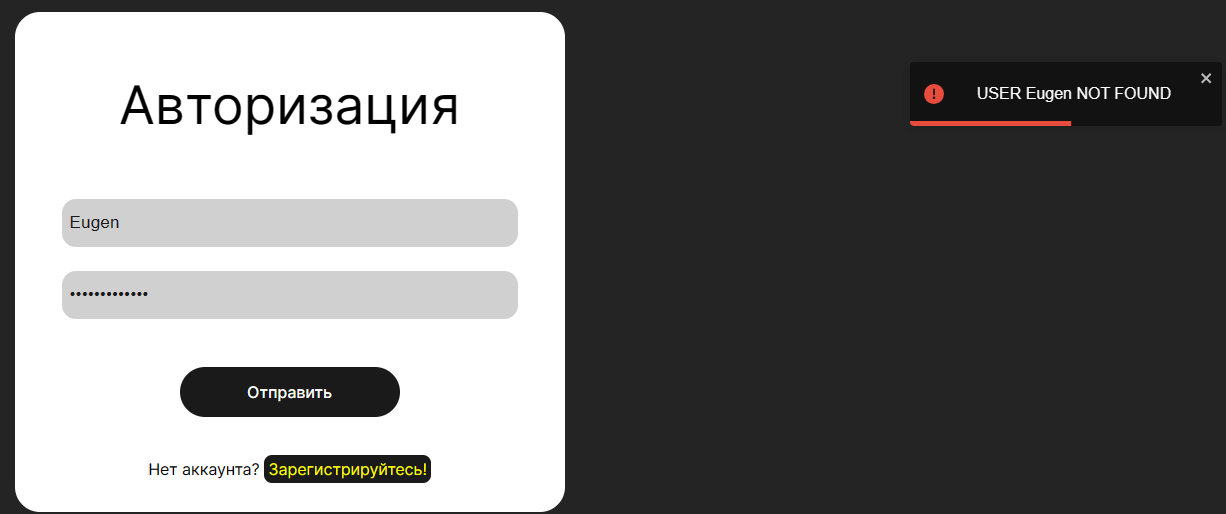 Авторизация
USER Eugen NOT FOUND
Eugen
•••••••••••••
Отправить
Нет аккаунта? Зарегистрируйтесь!